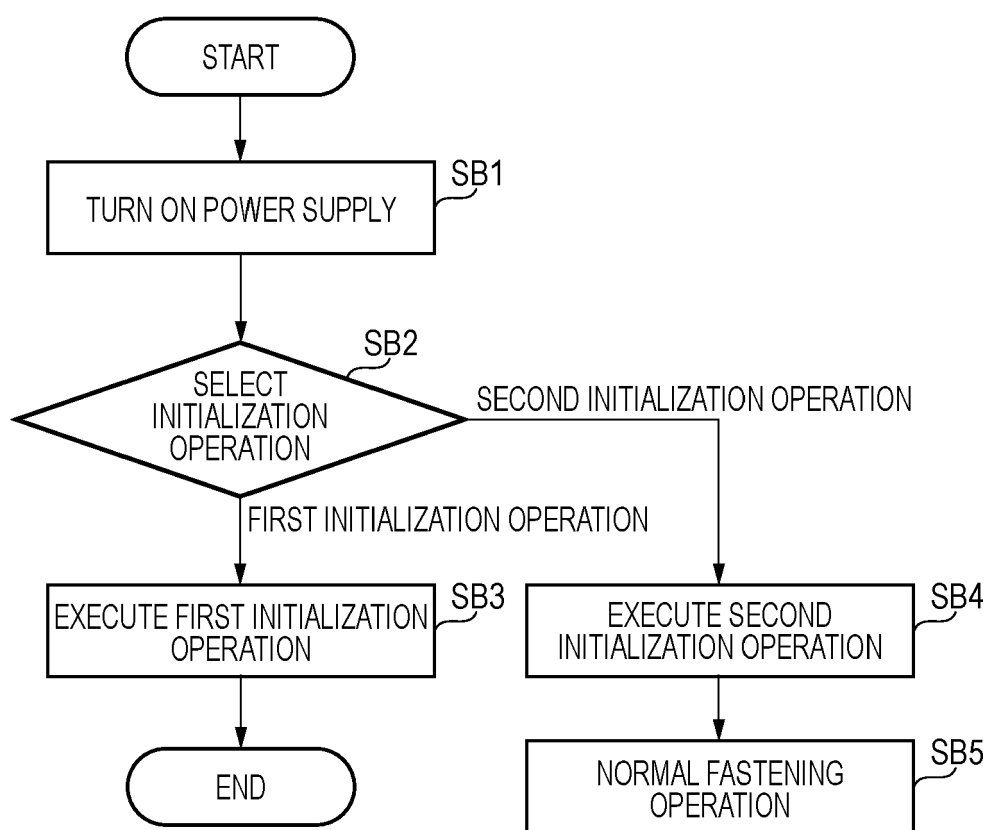 START
SB1
TURN ON POWER SUPPLY
SB2
SELECT
INITIALIZATION
OPERATION
SECOND INITIALIZATION OPERATION
FIRST INITIALIZATION OPERATION
SB3
EXECUTE FIRST INITIALIZATION
OPERATION
SB4
EXECUTE SECOND
INITIALIZATION OPERATION
END
SB5
NORMAL FASTENING
OPERATION